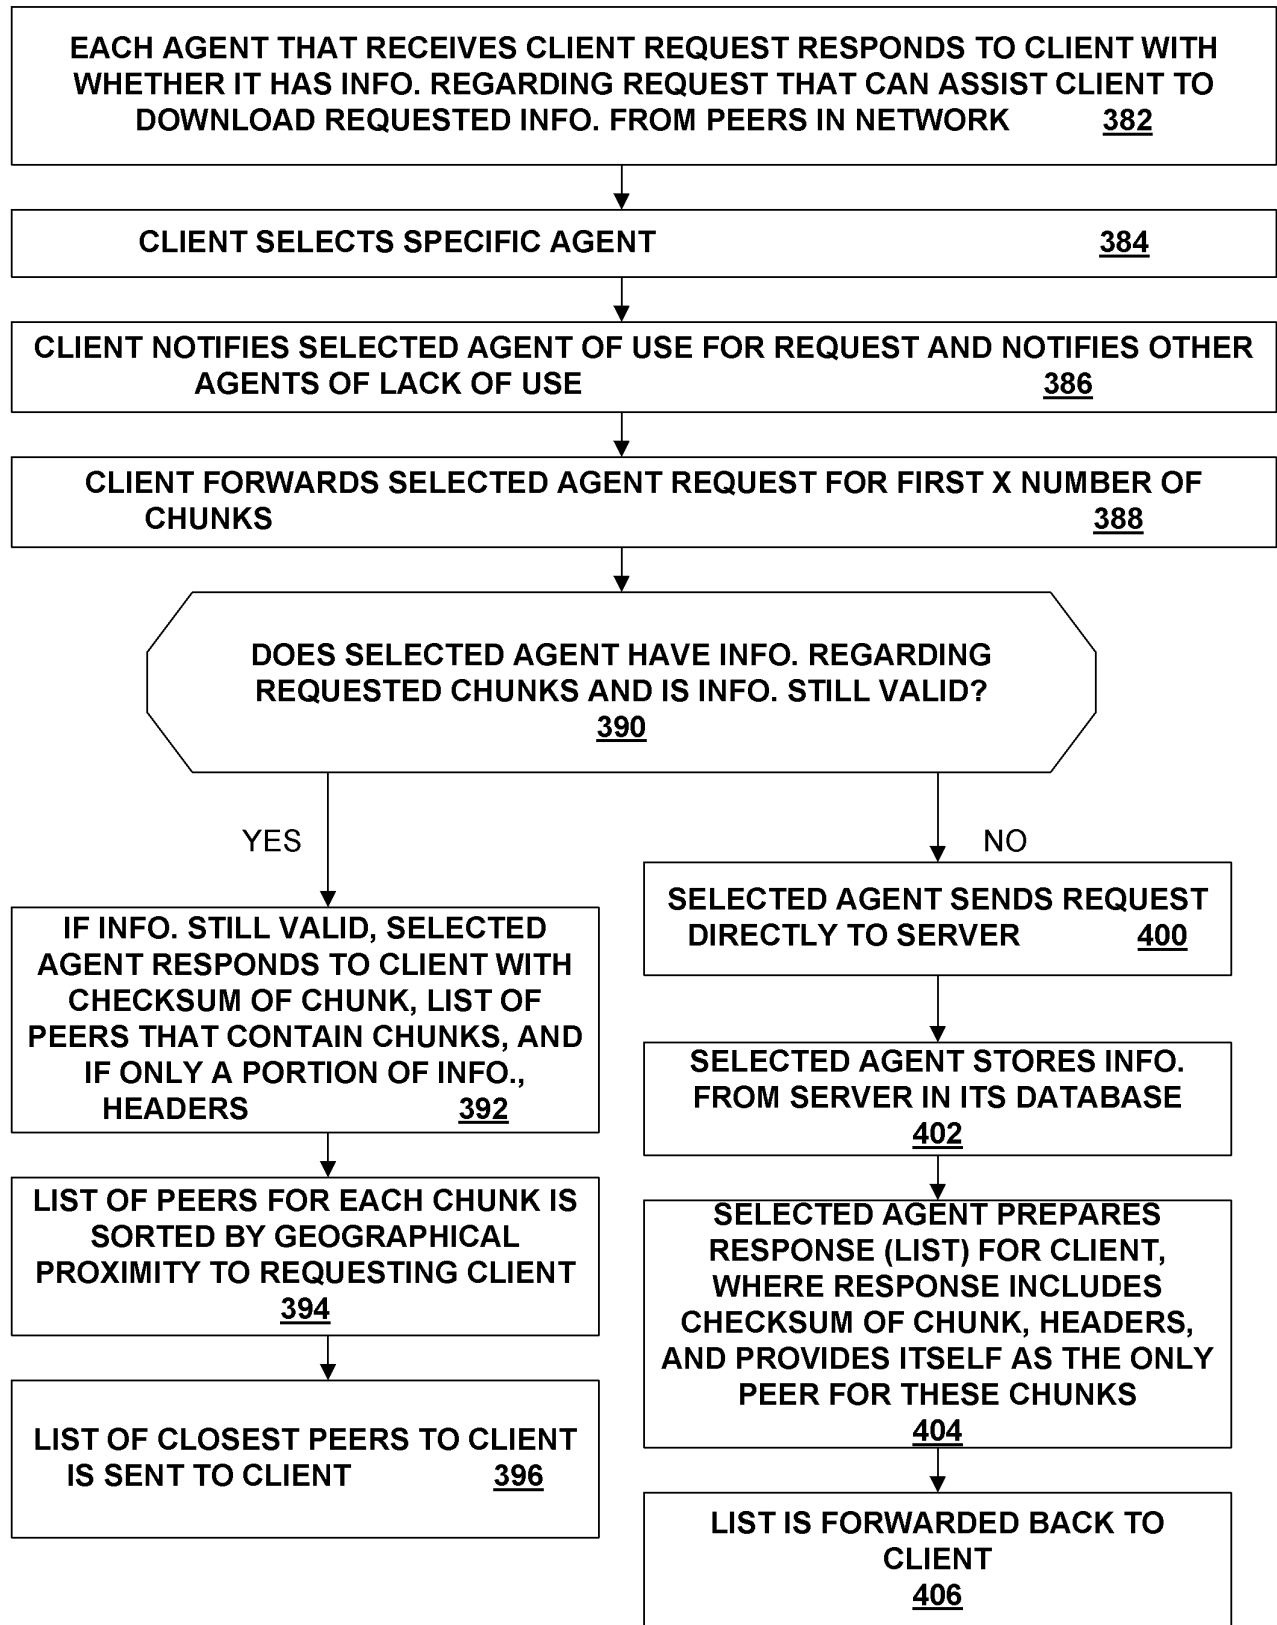 EACH AGENT THAT RECEIVES CLIENT REQUEST RESPONDS TO CLIENT WITH
WHETHER IT HAS INFO. REGARDING REQUEST THAT CAN ASSIST CLIENT TO
DOWNLOAD REQUESTED INFO. FROM PEERS IN NETWORK 382
CLIENT SELECTS SPECIFIC AGENT 384
CLIENT NOTIFIES SELECTED AGENT OF USE FOR REQUEST AND NOTIFIES OTHER
AGENTS OF LACK OF USE 386
CLIENT FORWARDS SELECTED AGENT REQUEST FOR FIRST X NUMBER OF
CHUNKS 388
DOES SELECTED AGENT HAVE INFO. REGARDING
REQUESTED CHUNKS AND IS INFO. STILL VALID?
390
YES
IF INFO. STILL VALID, SELECTED
AGENT RESPONDS TO CLIENT WITH
CHECKSUM OF CHUNK, LIST OF
PEERS THAT CONTAIN CHUNKS, AND
IF ONLY A PORTION OF INFO.,
HEADERS 392
LIST OF PEERS FOR EACH CHUNK IS
SORTED BY GEOGRAPHICAL
PROXIMITY TO REQUESTING CLIENT
394
LIST OF CLOSEST PEERS TO CLIENT
IS SENT TO CLIENT 396
NO
SELECTED AGENT SENDS REQUEST
DIRECTLY TO SERVER 400
SELECTED AGENT STORES INFO.
FROM SERVER IN ITS DATABASE
402
SELECTED AGENT PREPARES
RESPONSE (LIST) FOR CLIENT,
WHERE RESPONSE INCLUDES
CHECKSUM OF CHUNK, HEADERS,
AND PROVIDES ITSELF AS THE ONLY
PEER FOR THESE CHUNKS
404
LIST IS FORWARDED BACK TO
CLIENT
406